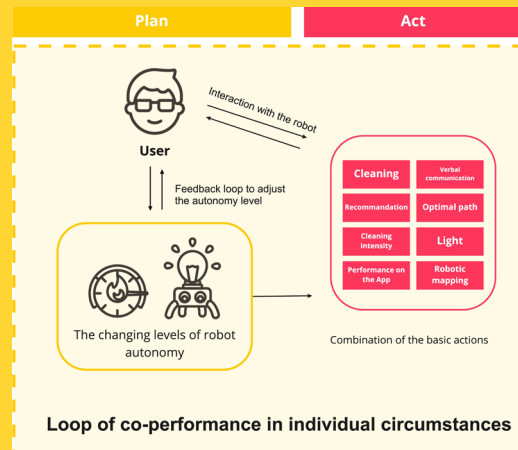 Plan
Act
Interaction with the robot
User
Feedback loop to adjust
the autonomy level
Cleaning
Verbal
communication
Recommandation
Optimal path
Cleaning
intensity
Light
Performance on
the App
Robotic
mapping
The changing levels of robot
autonomy
Combination of the basic actions
Loop of co-performance in individual circumstances